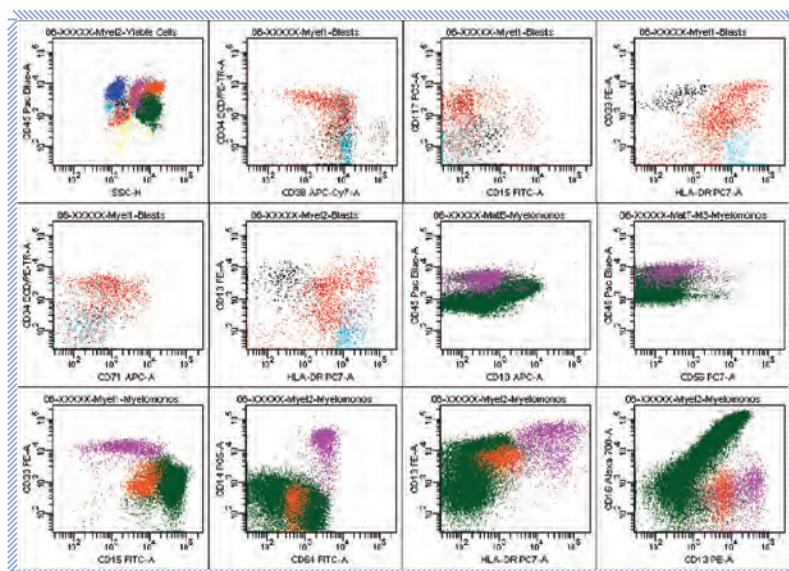 06-XXXXX-Myel2-Viable Cells
CD45 Pac Blue-A
SSC-H
06-XXXXX-Myel1-Blasts
CD34 ECD/PE-TR-A
CD38 APC-Cy7-A
06-XXXXX-Myel1-Blasts
CD117 PC5-A
CD15 FITC-A
06-XXXXX-Myel1-Blasts
CD33 PE-A
HLA-DR PC7-A
06-XXXXX-Myel1-Blasts
CD34 ECD/PE-TR-A
CD71 APC-A
06-XXXXX-Myel2-Blasts
CD13 PE-A
HLA-DR PC7-A
06-XXXXX-MatB-Myelomonos
CD45 Pac Blue-A
CD10 APC-A
06-XXXXX-MatT-M3-Myelomonos
CD45 Pac Blue-A
CD56 PC7-A
06-XXXXX-Myel1-Myelomonos
CD33 PE-A
CD15 FITC-A
06-XXXXX-Myel2-Myelomonos
CD14 PC5-A
CD64 FITC-A
06-XXXXX-Myel2-Myelomonos
CD13 PE-A
HLA-DR PC7-A
06-XXXXX-Myel2-Myelomonos
CD16 Alexa 700-A
CD13 PE-A